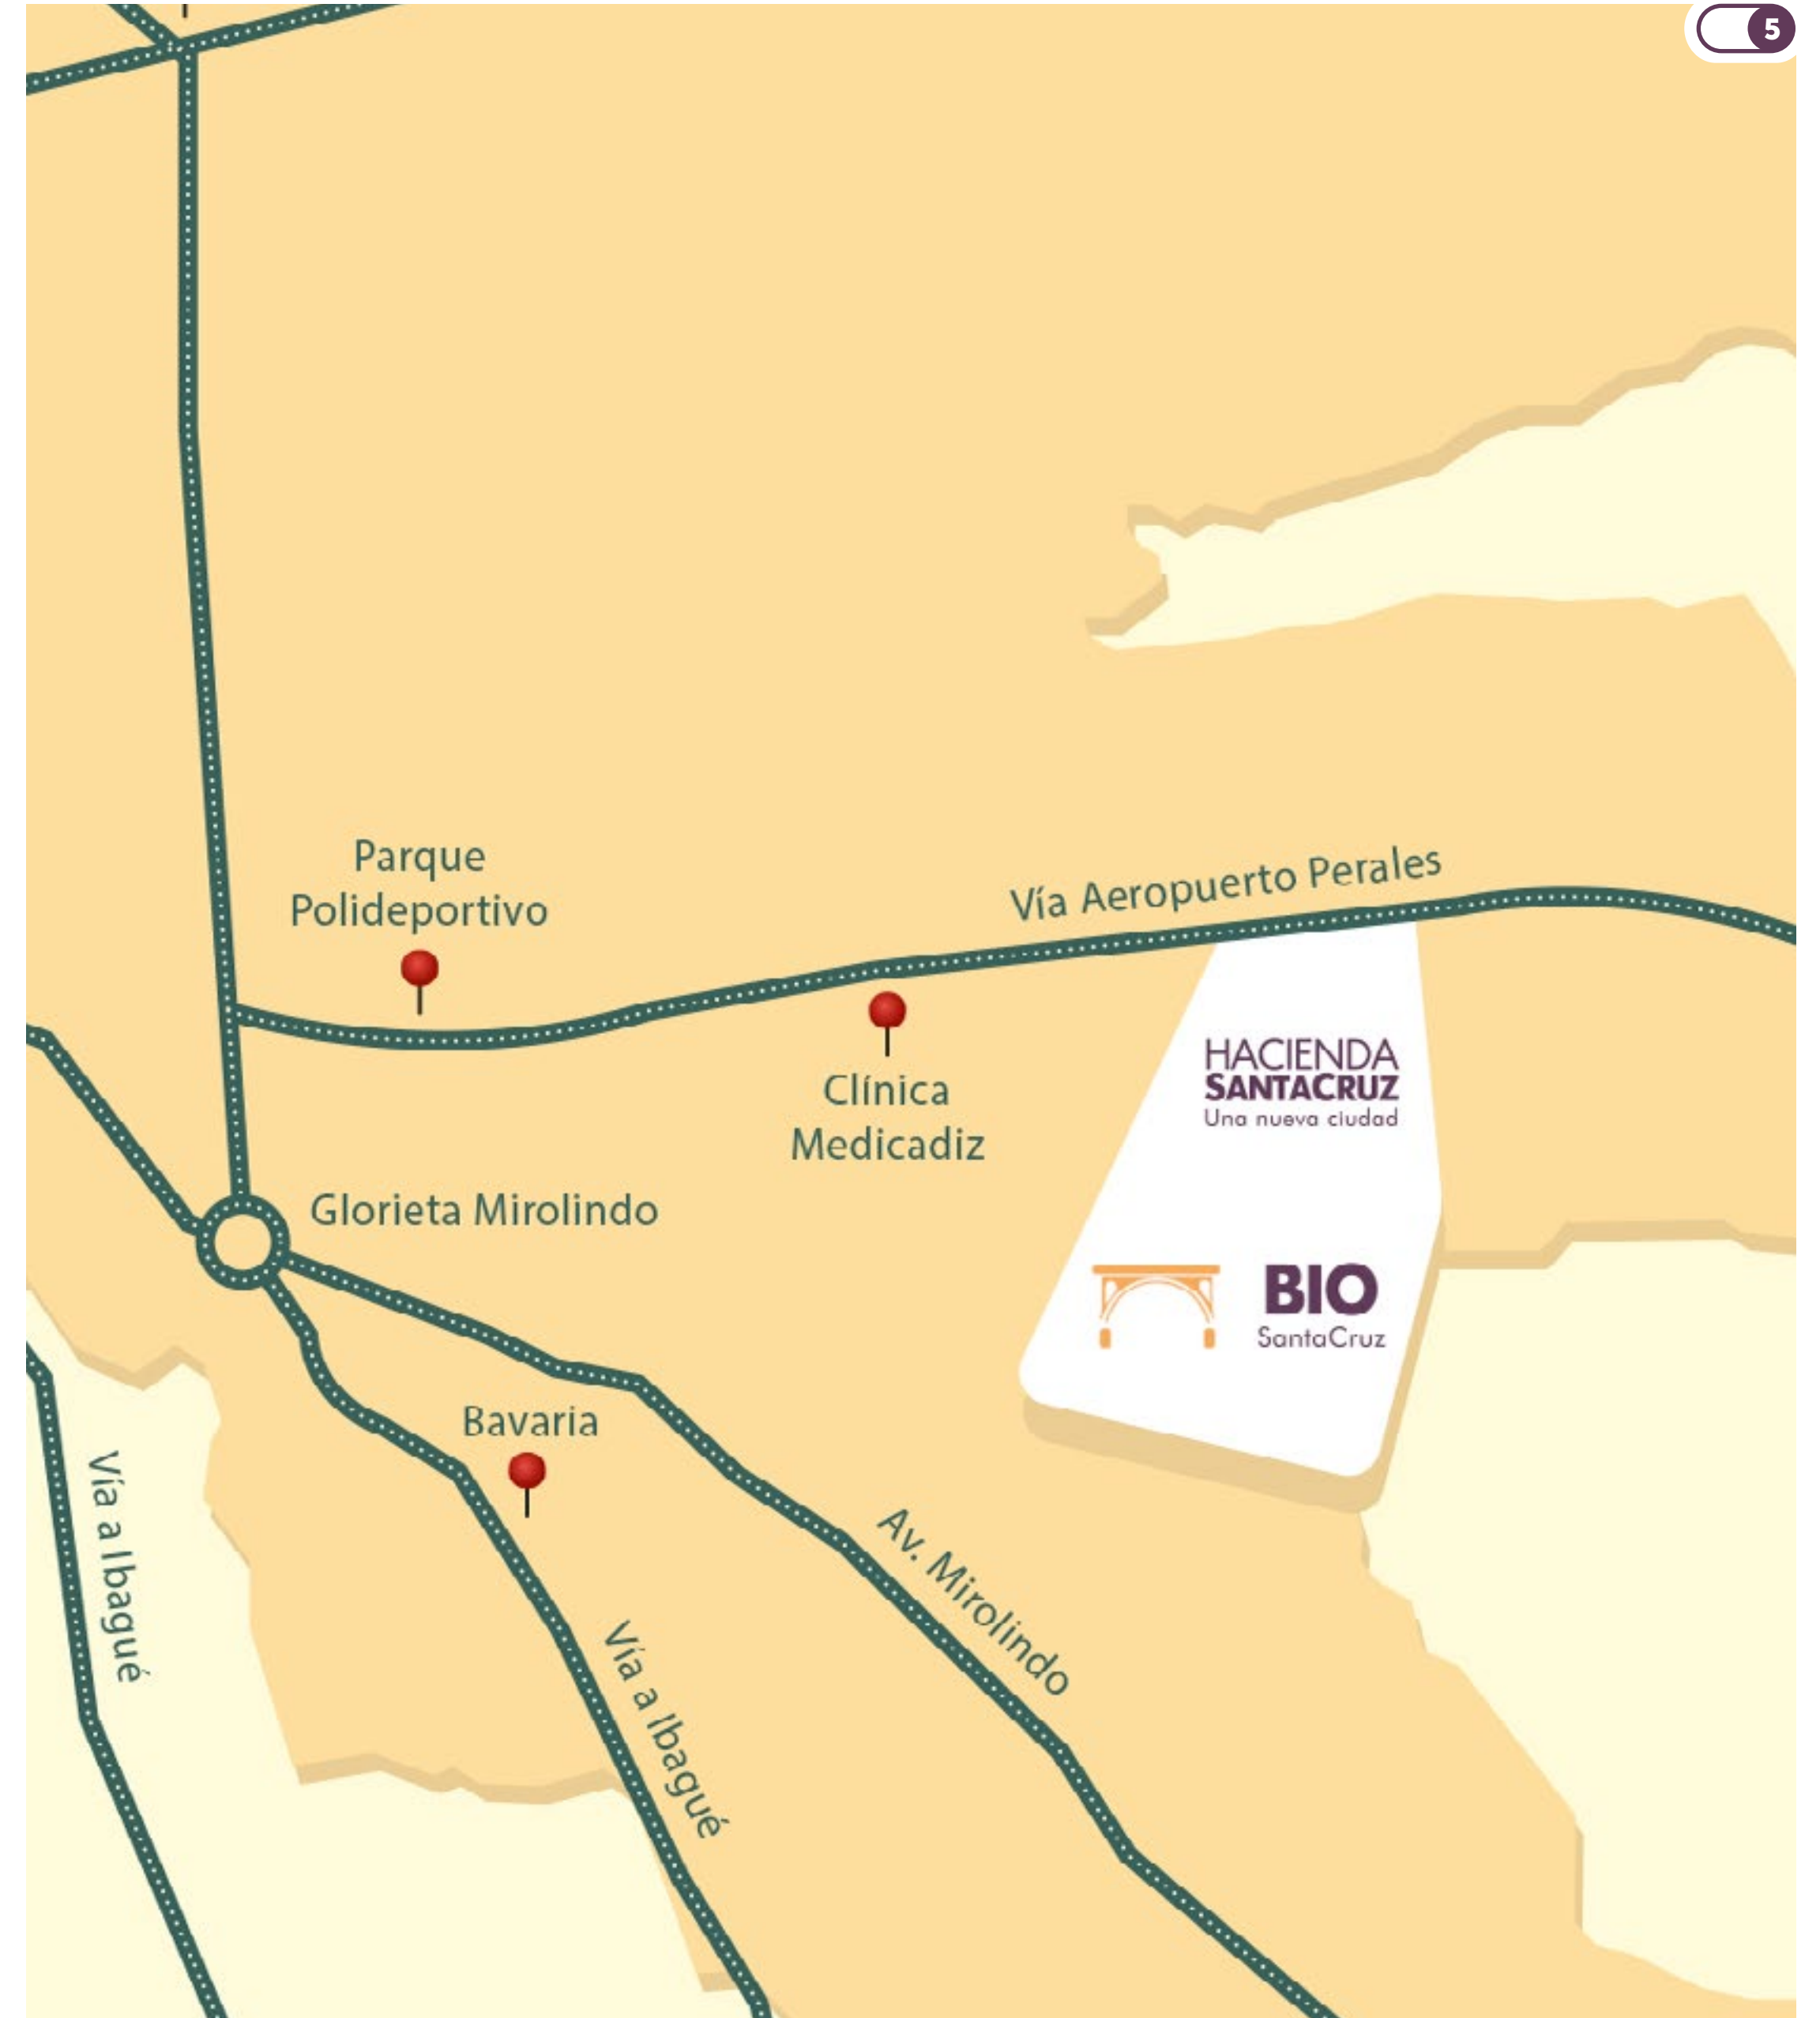 5
Parque
Polideportivo
Vía Aeropuerto Perales
Clínica
Medicadiz
HACIENDA
SANTACRUZ
Una nueva ciudad
Glorieta Mirolindo
BIO
SantaCruz
Bavaria
Vía a Ibagué
Av. Mirolindo
Vía a Ibagué